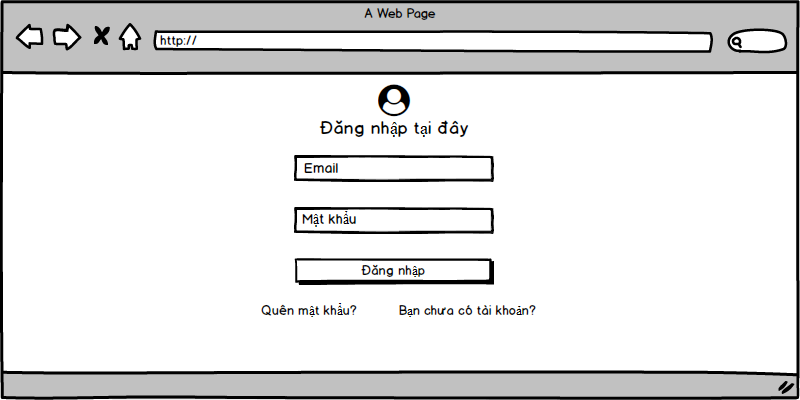 A Web Page
http://
Đăng nhập tại đây
Email
Mật khẩu
Đăng nhập
Quên mật khẩu? Bạn chưa có tài khoản?